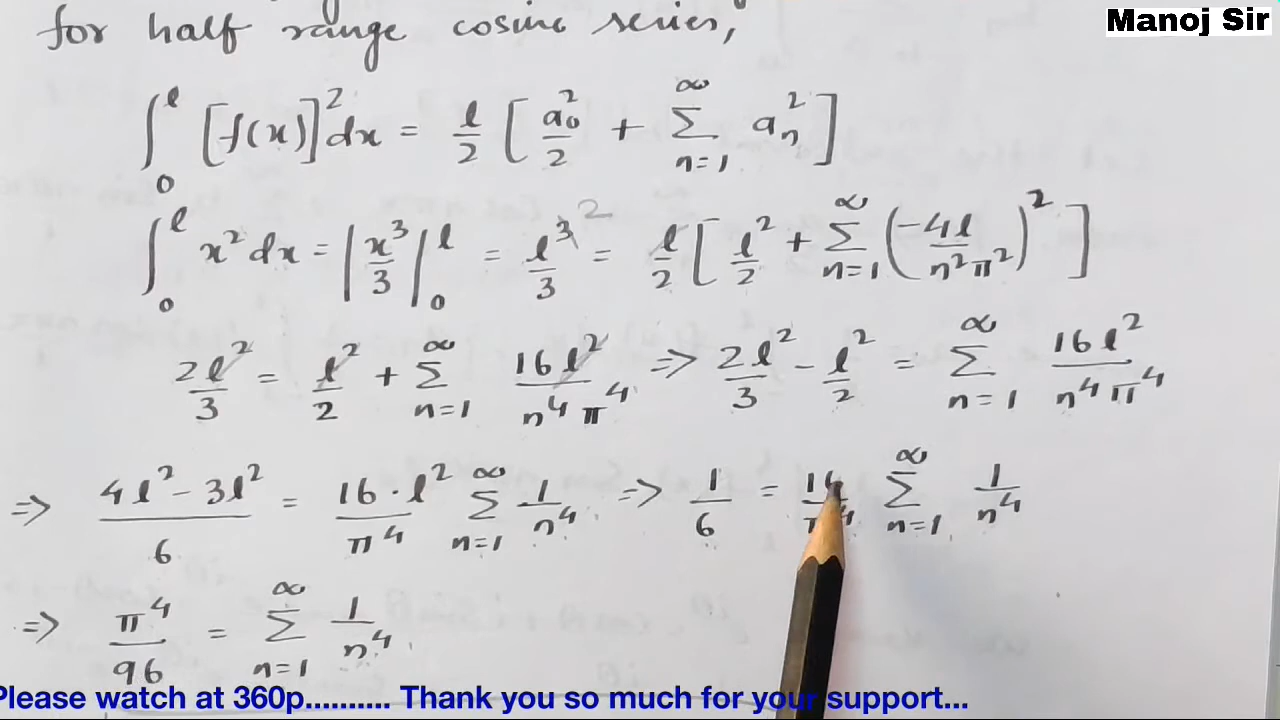 Manoj Sir
for half range cosine series,
∫₀^l [f(x)]² dx = l/2 [ a₀²/2 + Σ_{n=1}^∞ aₙ² ]
∫₀^l x² dx = | x³/3 |₀^l = l³/3 2 = l/2 [ l²/2 + Σ_{n=1}^∞ ( -4l/n²π² )² ]
2l²/3 = l²/2 + Σ_{n=1}^∞ 16l²/n⁴π⁴ => 2l²/3 - l²/2 = Σ_{n=1}^∞ 16l²/n⁴π⁴
=> 4l² - 3l²/6 = 16·l²/π⁴ Σ_{n=1}^∞ 1/n⁴ => 1/6 = 16/π⁴ Σ_{n=1}^∞ 1/n⁴
=> π⁴/96 = Σ_{n=1}^∞ 1/n⁴
Please watch at 360p.......... Thank you so much for your support...